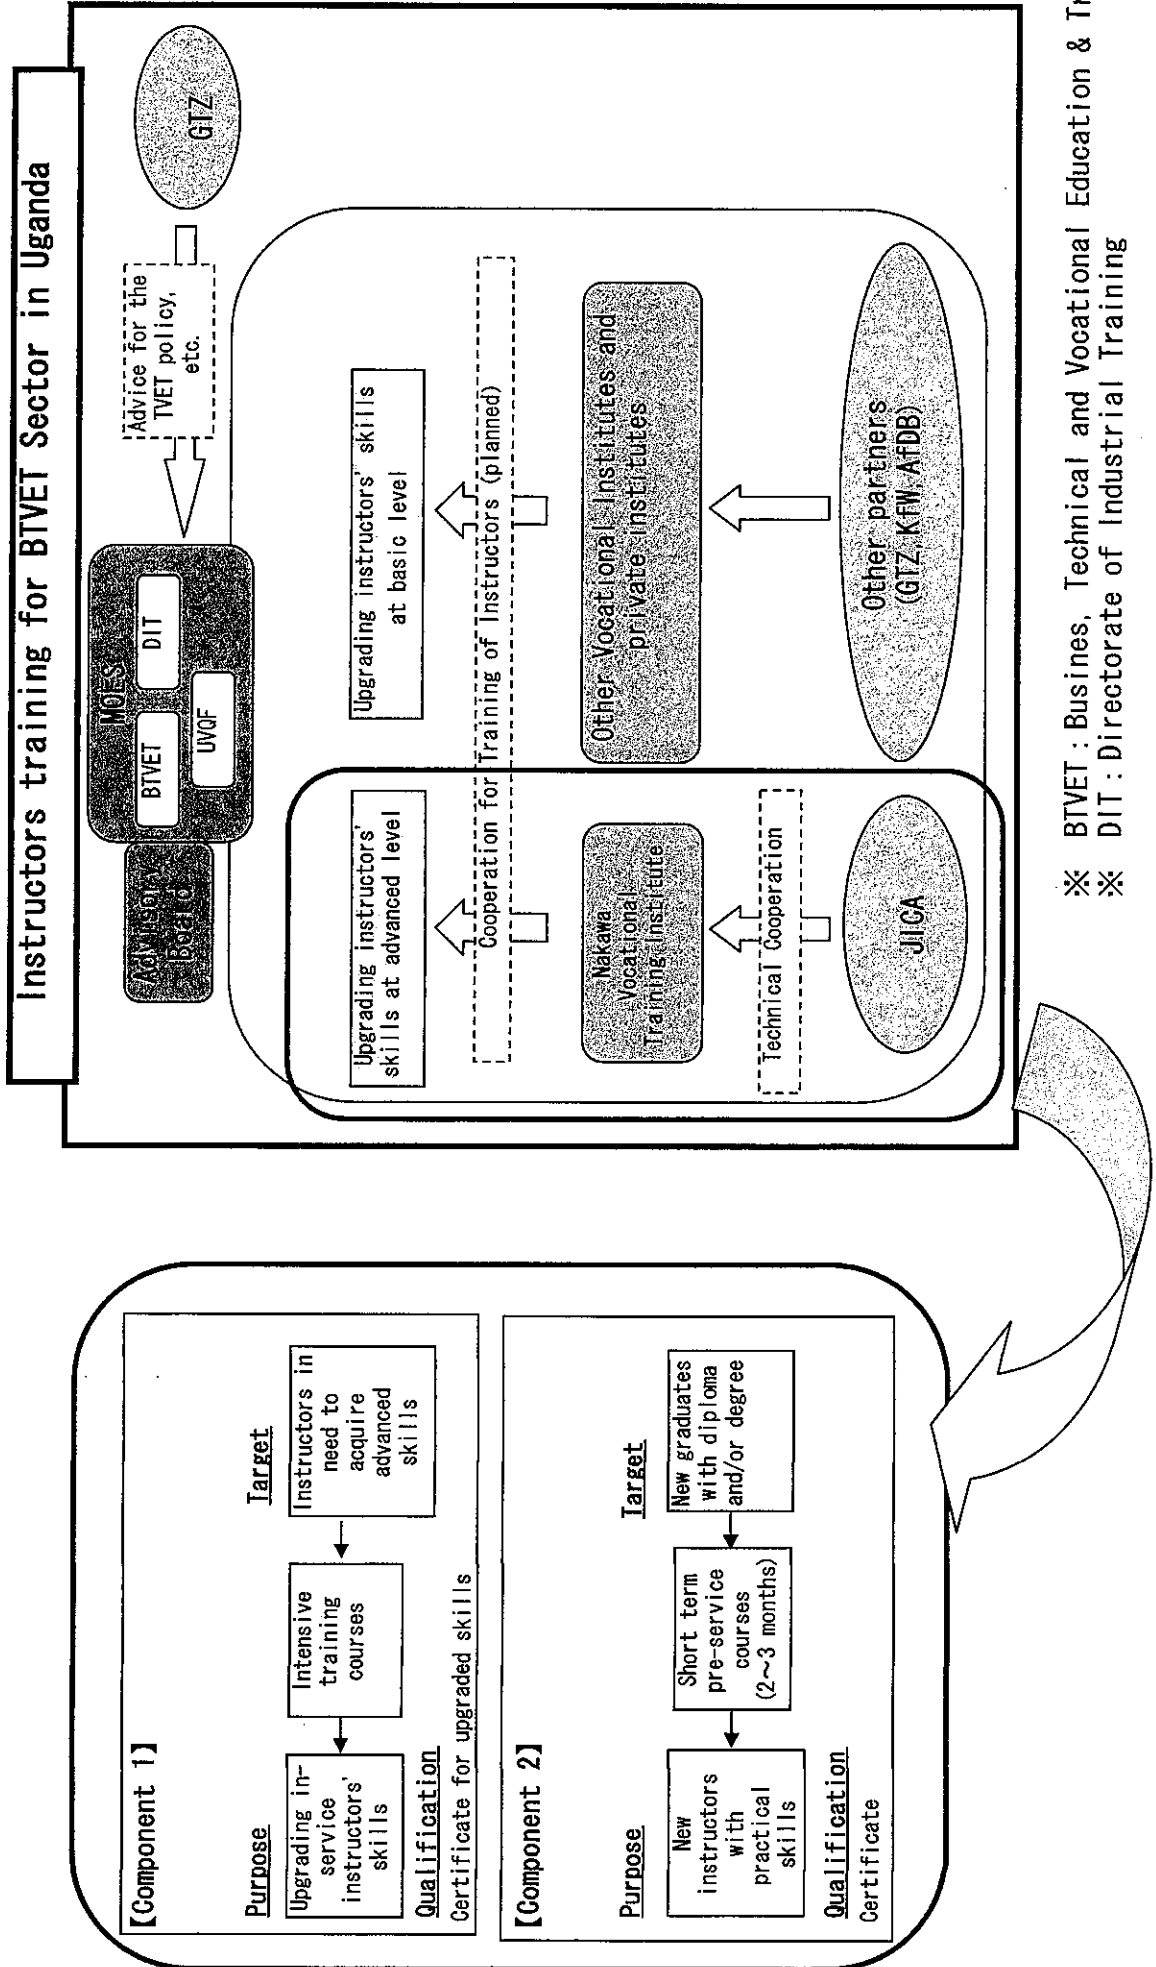 Instructors training for BTVET Sector in Uganda
Advisory
Board
MOES
BTVET
DIT
UVQF
Advice for the
TVET policy,
etc.
GTZ
Upgrading instructors'
skills at advanced level
Upgrading instructors' skills
at basic level
Cooperation for Training of Instructors (planned)
Nakawa
Vocational
Training Institute
Other Vocational Institutes and
private institutes
Technical Cooperation
JICA
Other partners
(GTZ, KfW, AfDB)
※ BTVET : Busines, Technical and Vocational Education & Tr
※ DIT : Directorate of Industrial Training
【Component 1】
Purpose
Target
Upgrading in-
service
instructors'
skills
Intensive
training
courses
Instructors in
need to
acquire
advanced
skills
Qualification
Certificate for upgraded skills
【Component 2】
Purpose
Target
New
instructors
with
practical
skills
Short term
pre-service
courses
(2～3 months)
New graduates
with diploma
and/or degree
Qualification
Certificate